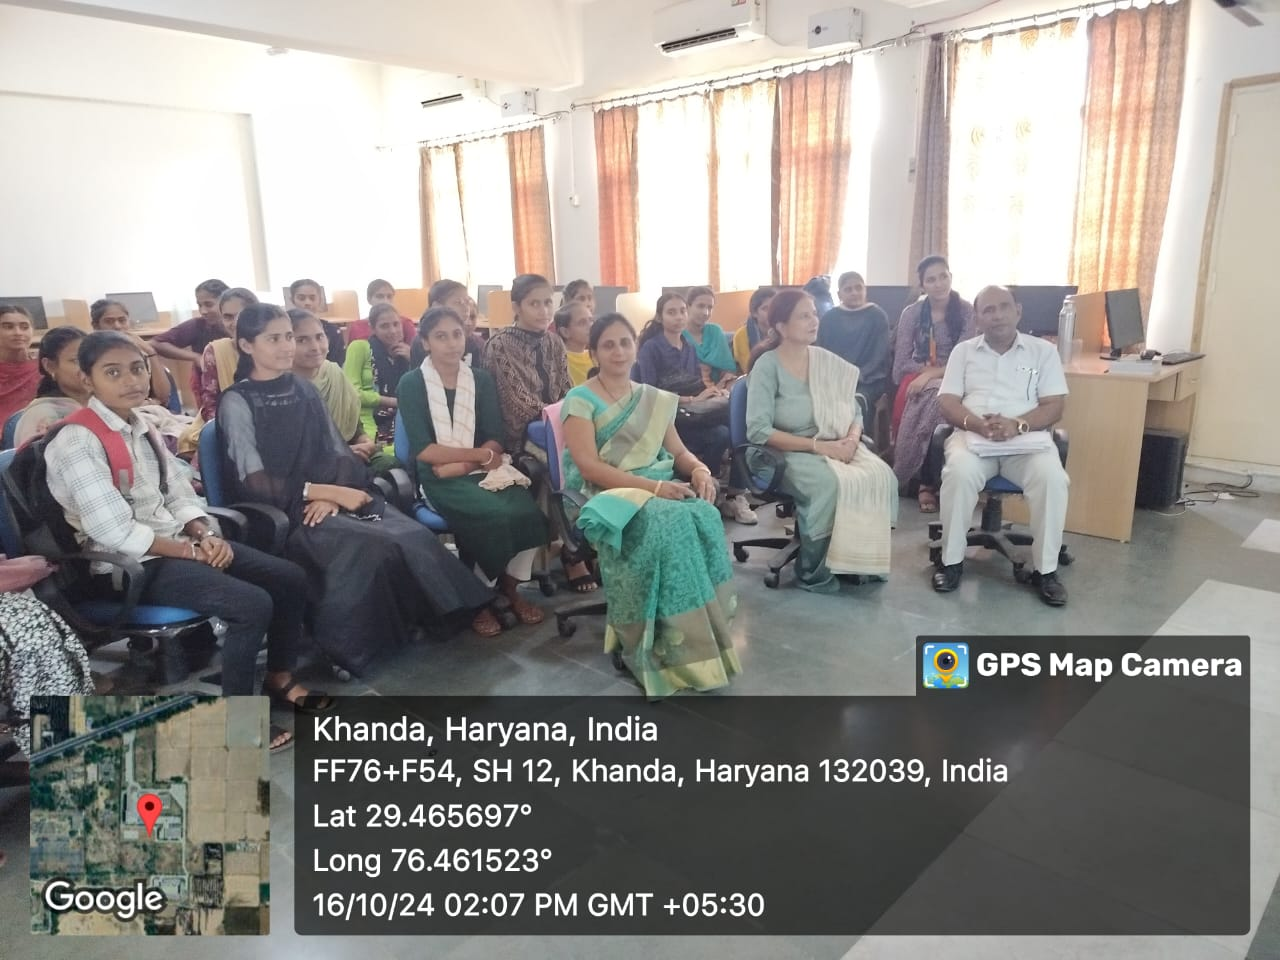 GPS Map Camera
Khanda, Haryana, India
FF76+F54, SH 12, Khanda, Haryana 132039, India
Lat 29.465697°
Long 76.461523°
16/10/24 02:07 PM GMT +05:30
Google